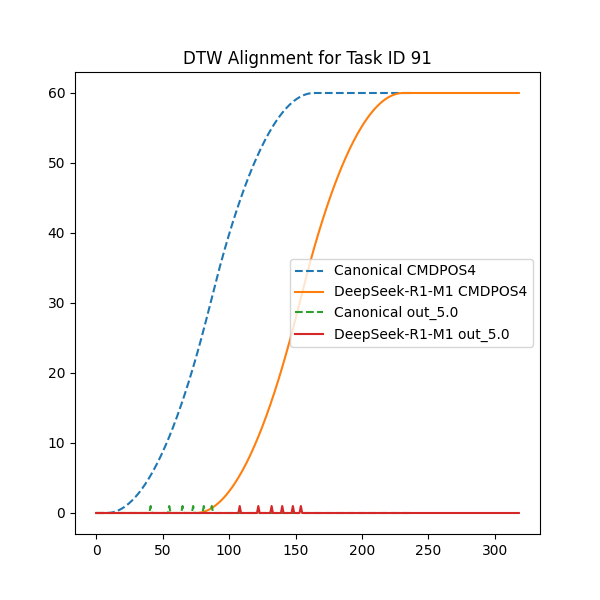 DTW Alignment for Task ID 91
60
50
40
30
20
10
0
Canonical CMDPOS4
DeepSeek-R1-M1 CMDPOS4
Canonical out_5.0
DeepSeek-R1-M1 out_5.0
0 50 100 150 200 250 300